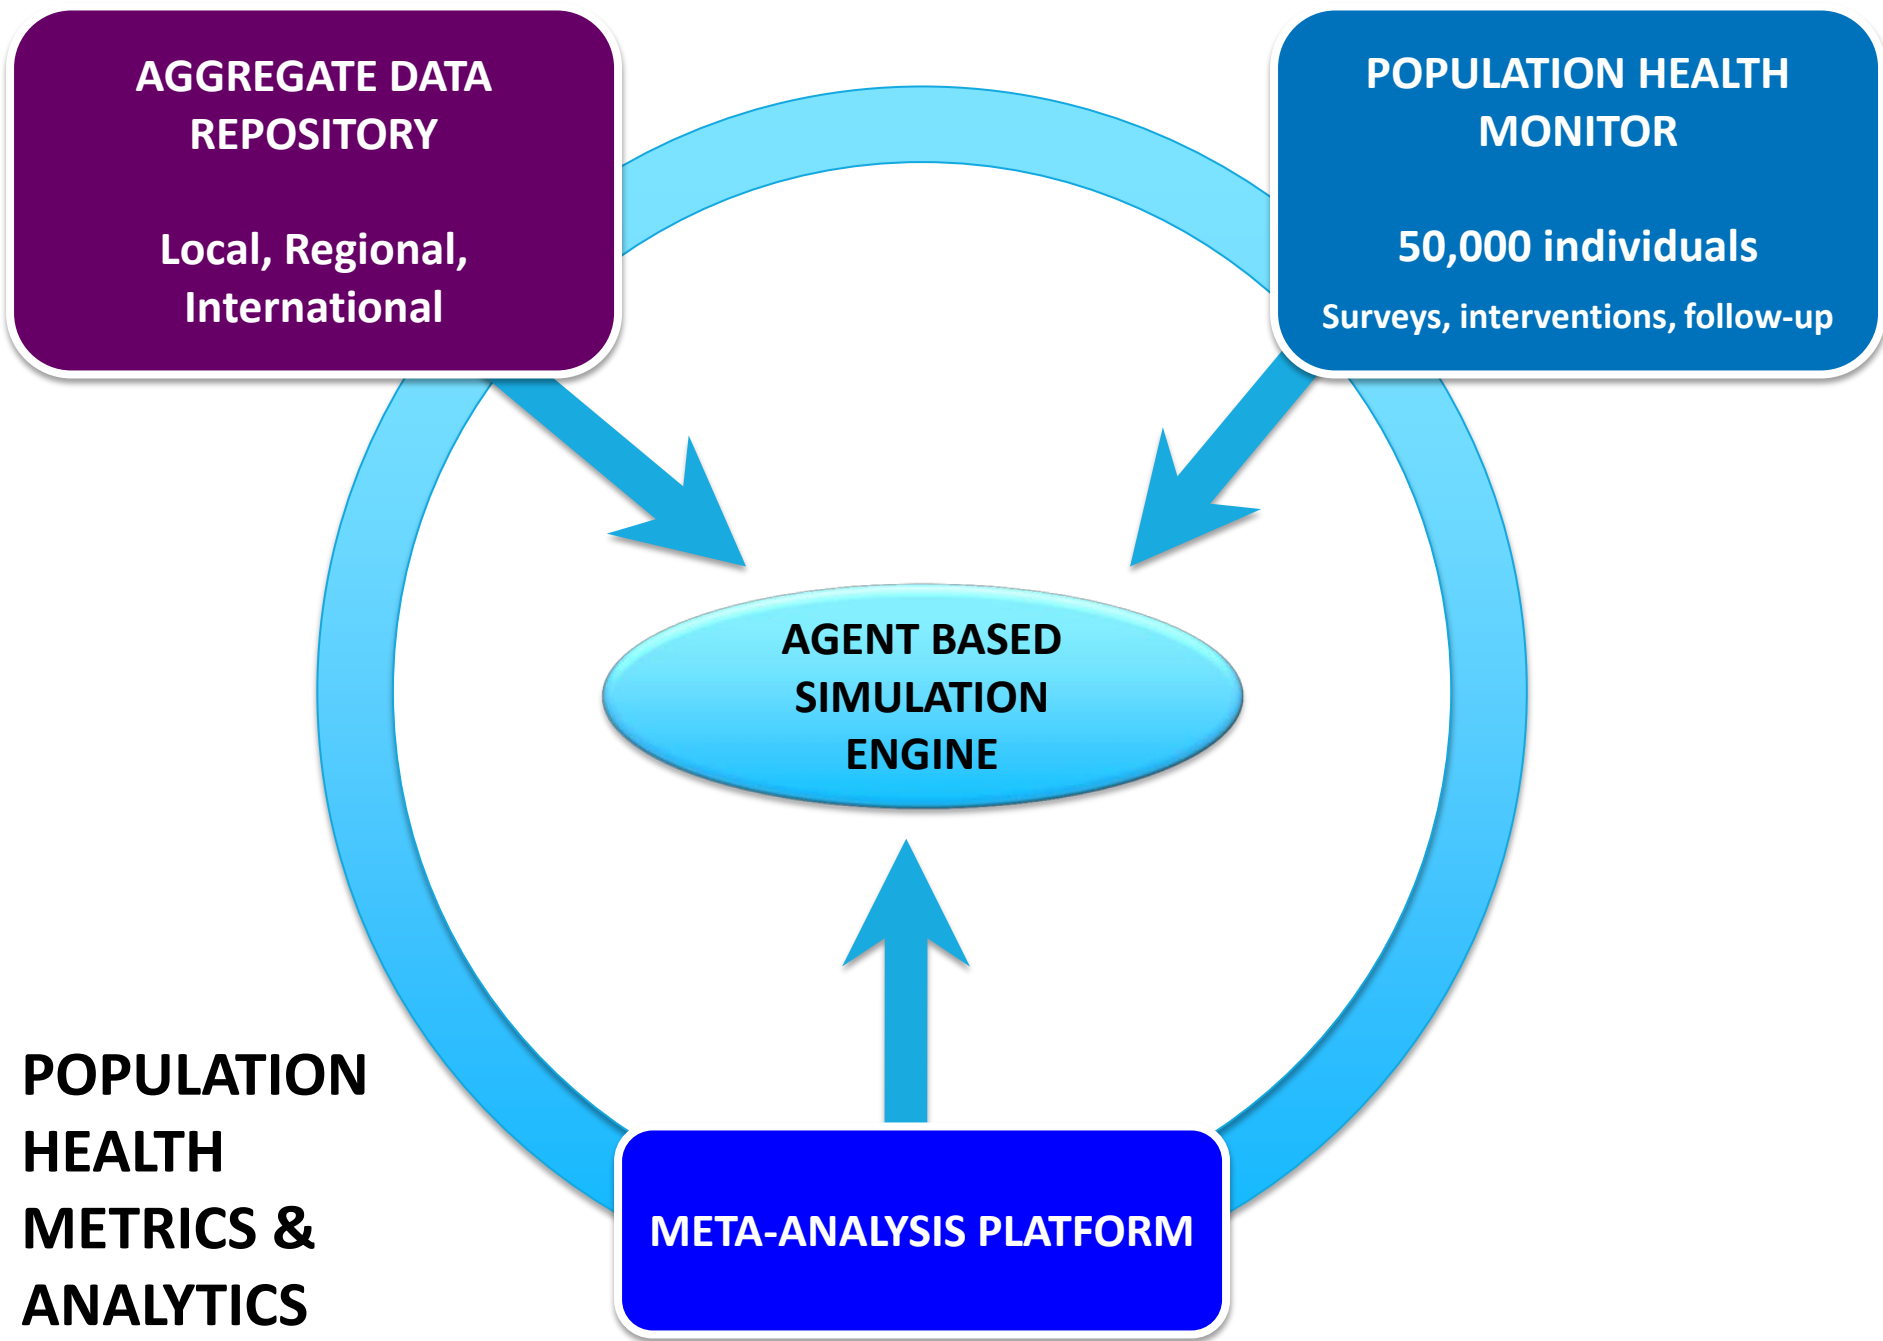 AGGREGATE DATA
REPOSITORY
Local, Regional,
International
POPULATION HEALTH
MONITOR
50,000 individuals
Surveys, interventions, follow-up
AGENT BASED
SIMULATION
ENGINE
META-ANALYSIS PLATFORM
POPULATION
HEALTH
METRICS &
ANALYTICS